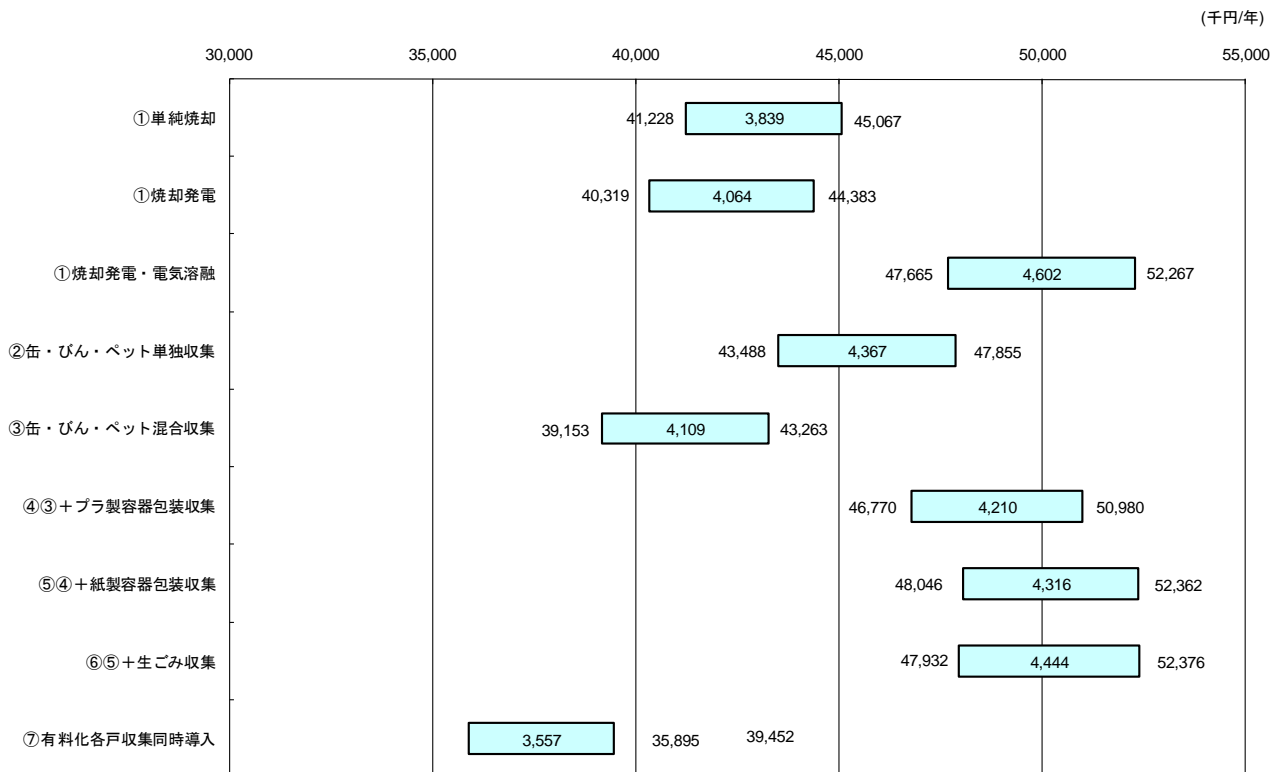 (千円/年)
30,000 35,000 40,000 45,000 50,000 55,000
①単純焼却 41,228 3,839 45,067
①焼却発電 40,319 4,064 44,383
①焼却発電・電気溶融 47,665 4,602 52,267
②缶・びん・ペット単独収集 43,488 4,367 47,855
③缶・びん・ペット混合収集 39,153 4,109 43,263
④③＋プラ製容器包装収集 46,770 4,210 50,980
⑤④＋紙製容器包装収集 48,046 4,316 52,362
⑥⑤＋生ごみ収集 47,932 4,444 52,376
⑦有料化各戸収集同時導入 3,557 35,895 39,452